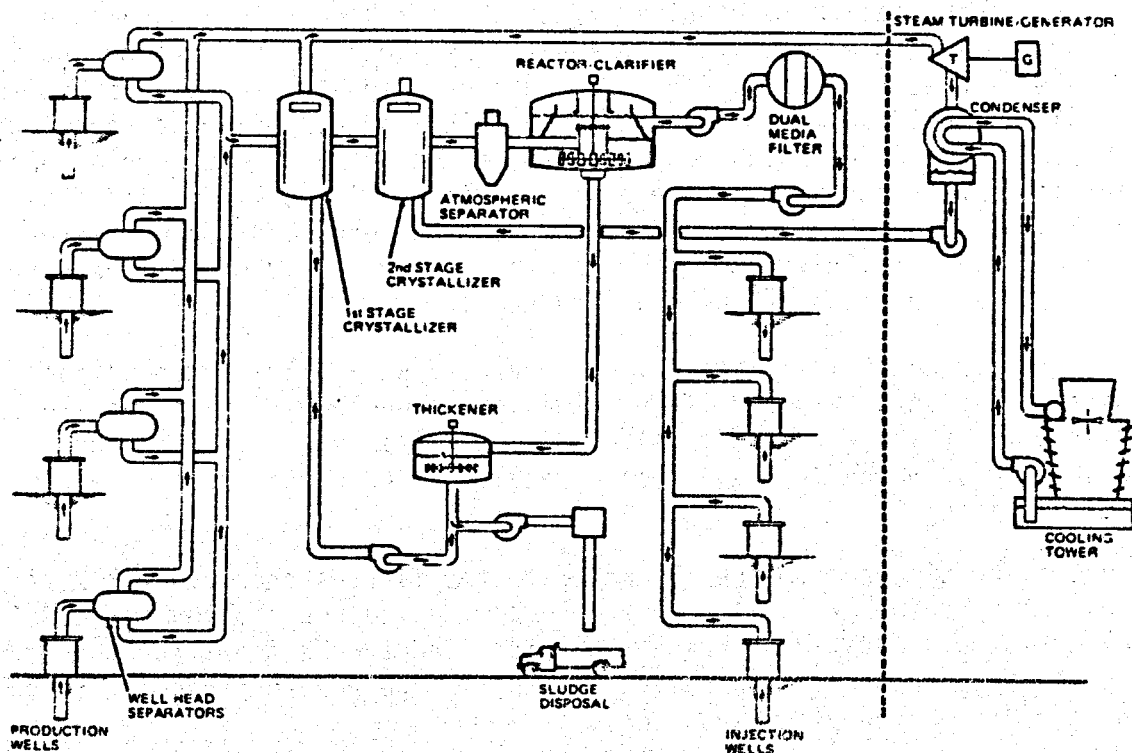 STEAM TURBINE-GENERATOR
T
G
REACTOR-CLARIFIER
CONDENSER
DUAL
MEDIA
FILTER
ATMOSPHERIC
SEPARATOR
2nd STAGE
CRYSTALLIZER
1st STAGE
CRYSTALLIZER
THICKENER
COOLING
TOWER
WELL HEAD
SEPARATORS
SLUDGE
DISPOSAL
PRODUCTION
WELLS
INJECTION
WELLS